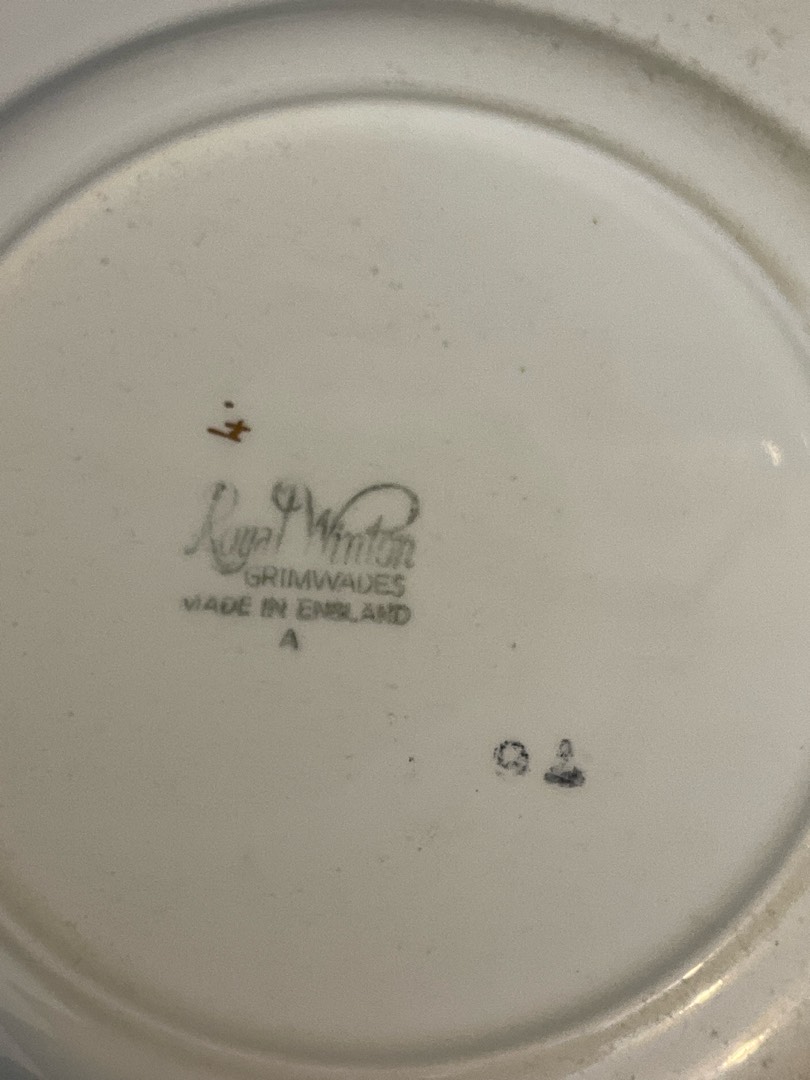 Royal Winton
GRIMWADES
MADE IN ENGLAND
A